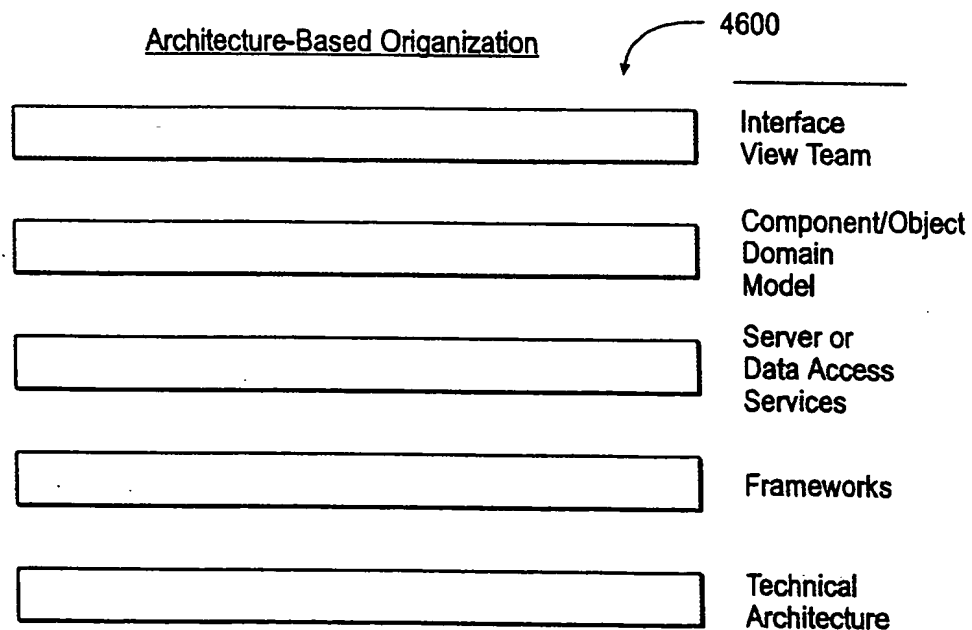 Architecture-Based Origanization
4600
Interface
View Team
Component/Object
Domain
Model
Server or
Data Access
Services
Frameworks
Technical
Architecture